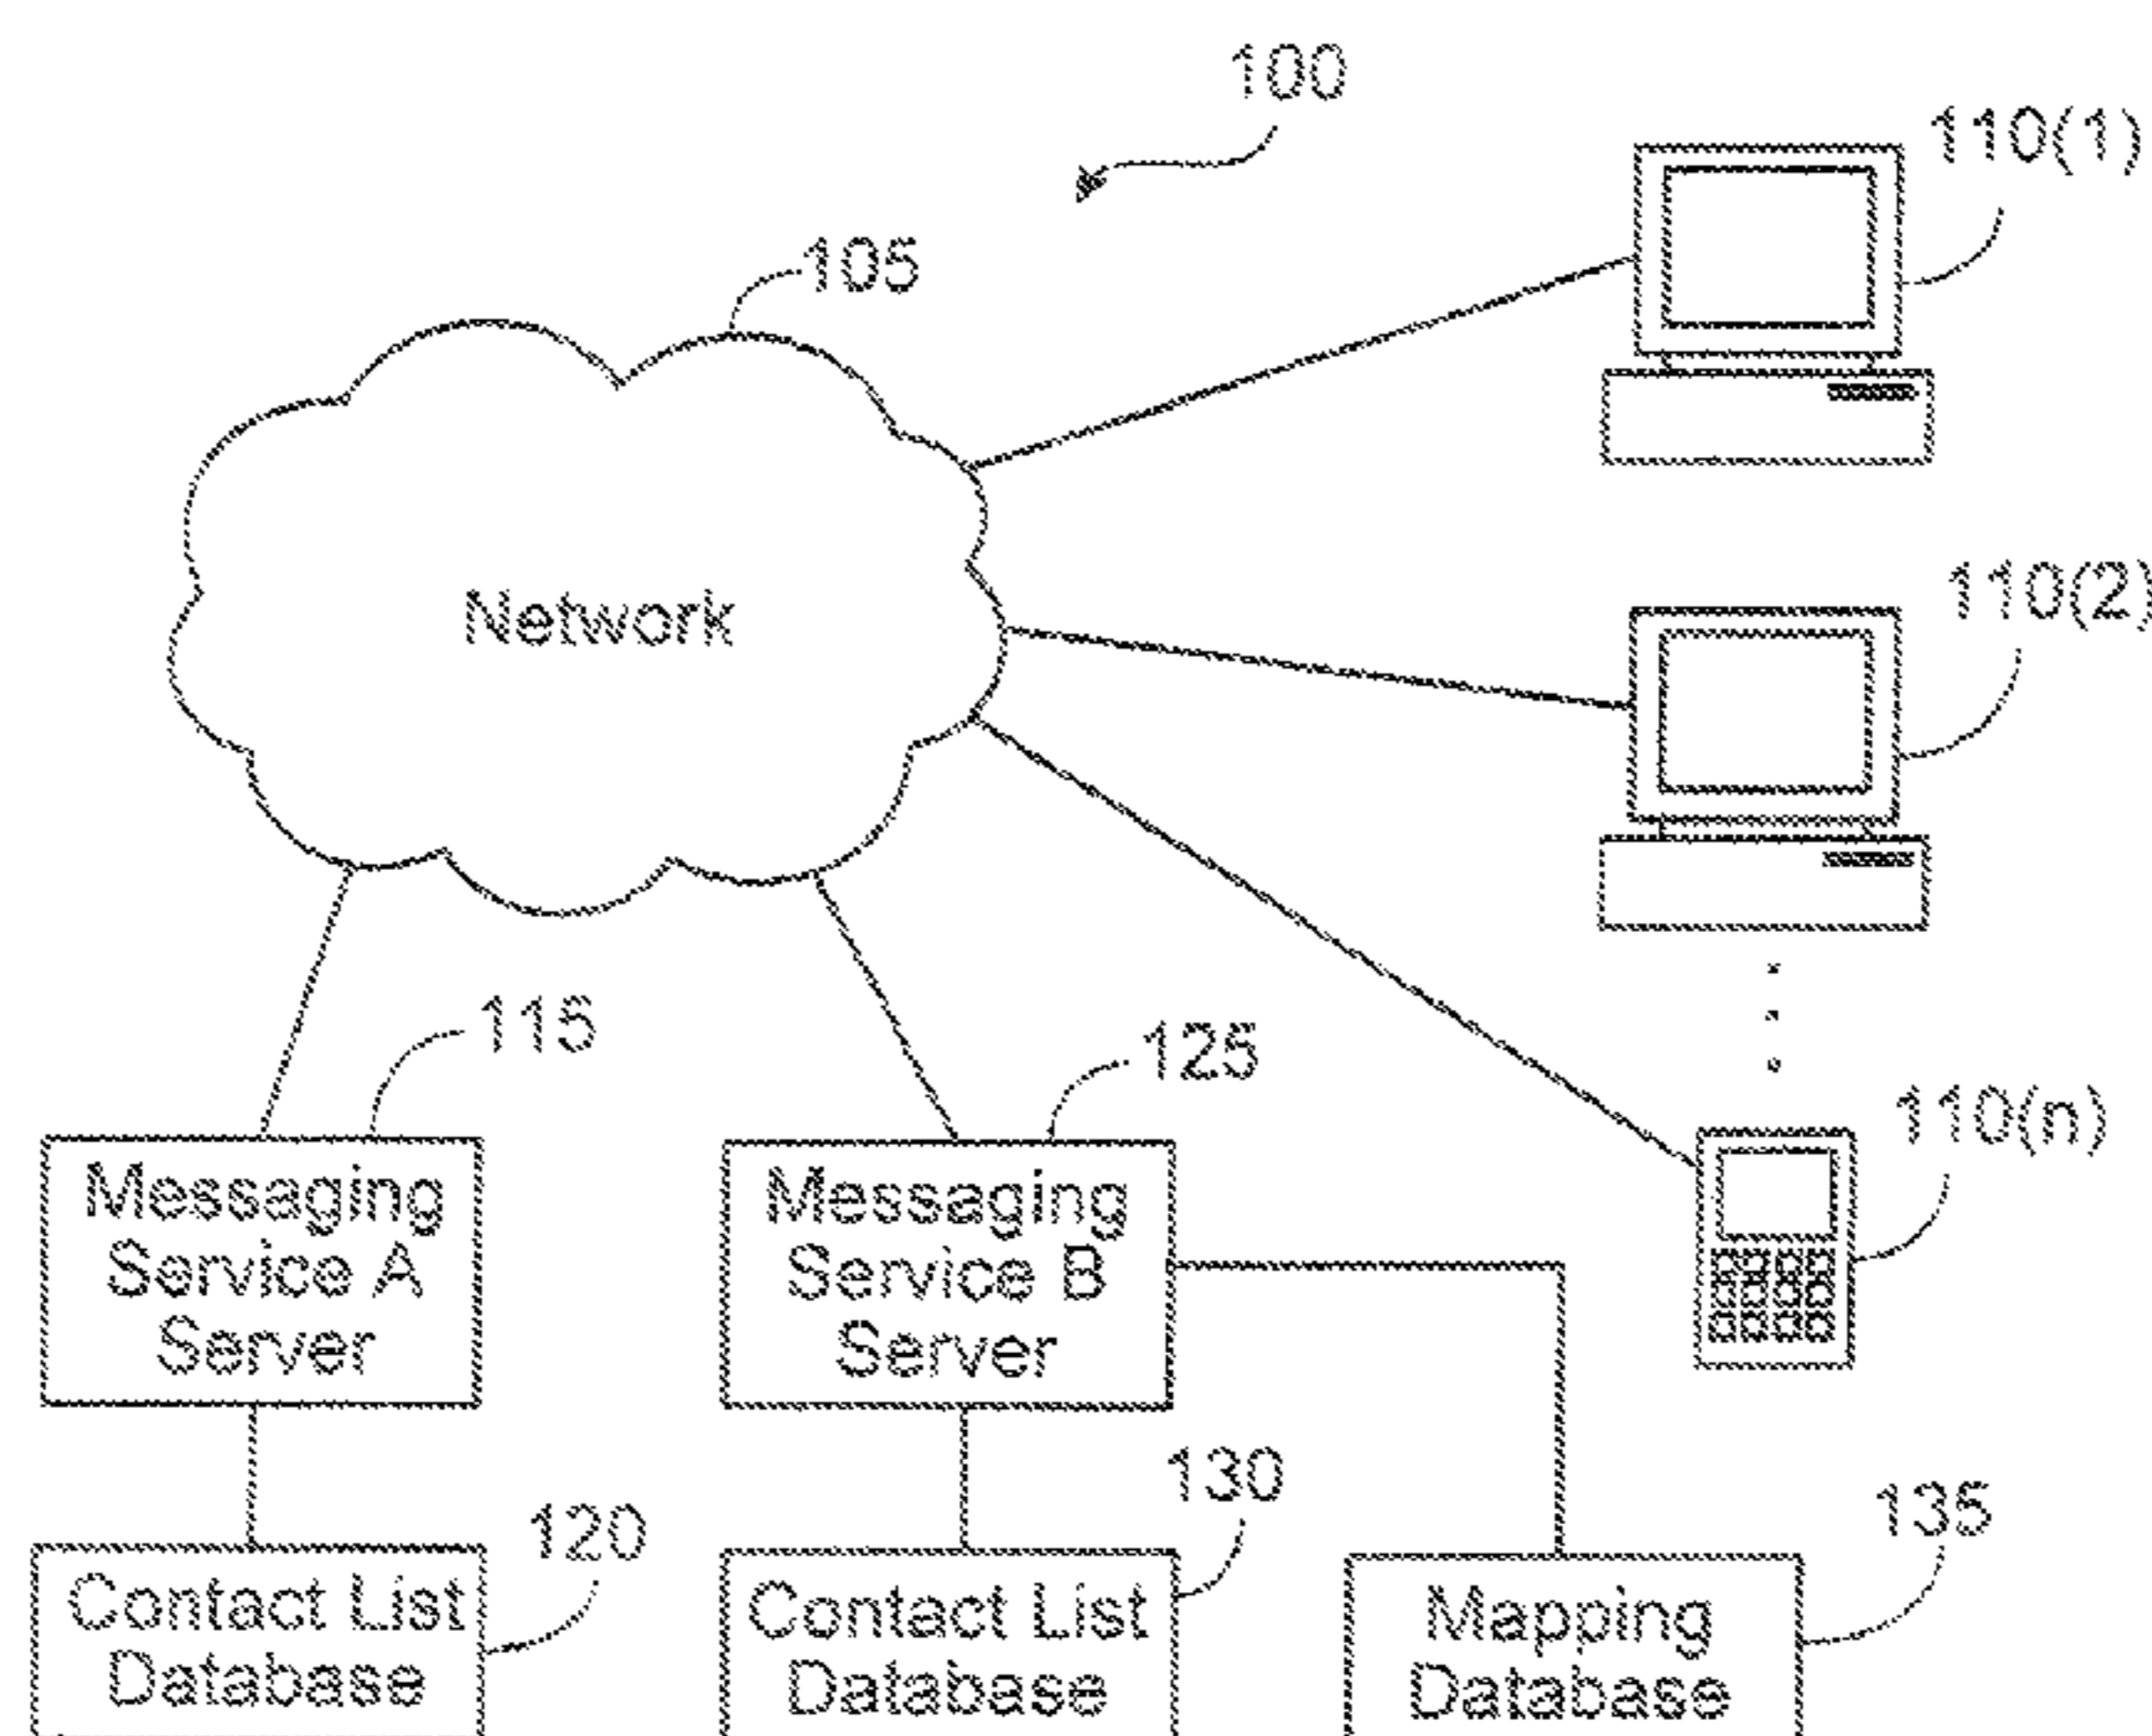 100
110(1)
105
Network
110(2)
115
125
110(n)
Messaging
Service A
Server
Messaging
Service B
Server
130
135
120
Contact List
Database
Contact List
Database
Mapping
Database